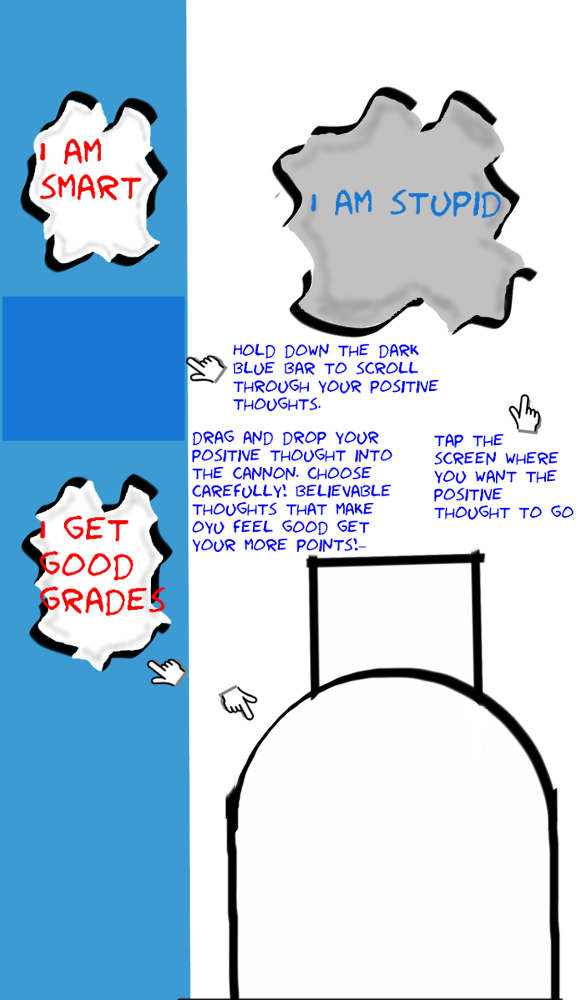 I AM
SMART
I AM STUPID
HOLD DOWN THE DARK
BLUE BAR TO SCROLL
THROUGH YOUR POSITIVE
THOUGHTS.
DRAG AND DROP YOUR
POSITIVE THOUGHT INTO
THE CANNON. CHOOSE
CAREFULLY! BELIEVABLE
THOUGHTS THAT MAKE
OYU FEEL GOOD GET
YOUR MORE POINTS!-
TAP THE
SCREEN WHERE
YOU WANT THE
POSITIVE
THOUGHT TO GO
I GET
GOOD
GRADES